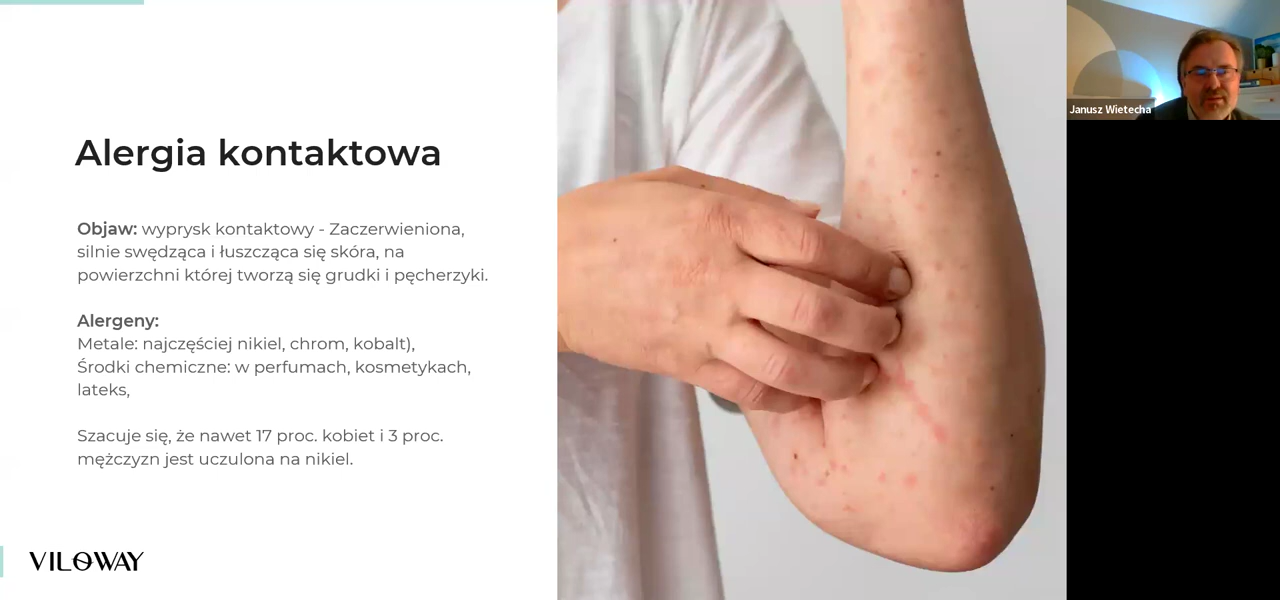 Alergia kontaktowa
Objaw: wyprysk kontaktowy - Zaczerwieniona,
silnie swędząca i łuszcząca się skóra, na
powierzchni której tworzą się grudki i pęcherzyki.
Alergeny:
Metale: najczęściej nikiel, chrom, kobalt),
Środki chemiczne: w perfumach, kosmetykach,
lateks,
Szacuje się, że nawet 17 proc. kobiet i 3 proc.
mężczyzn jest uczulona na nikiel.
VILOWAY
Janusz Wietecha